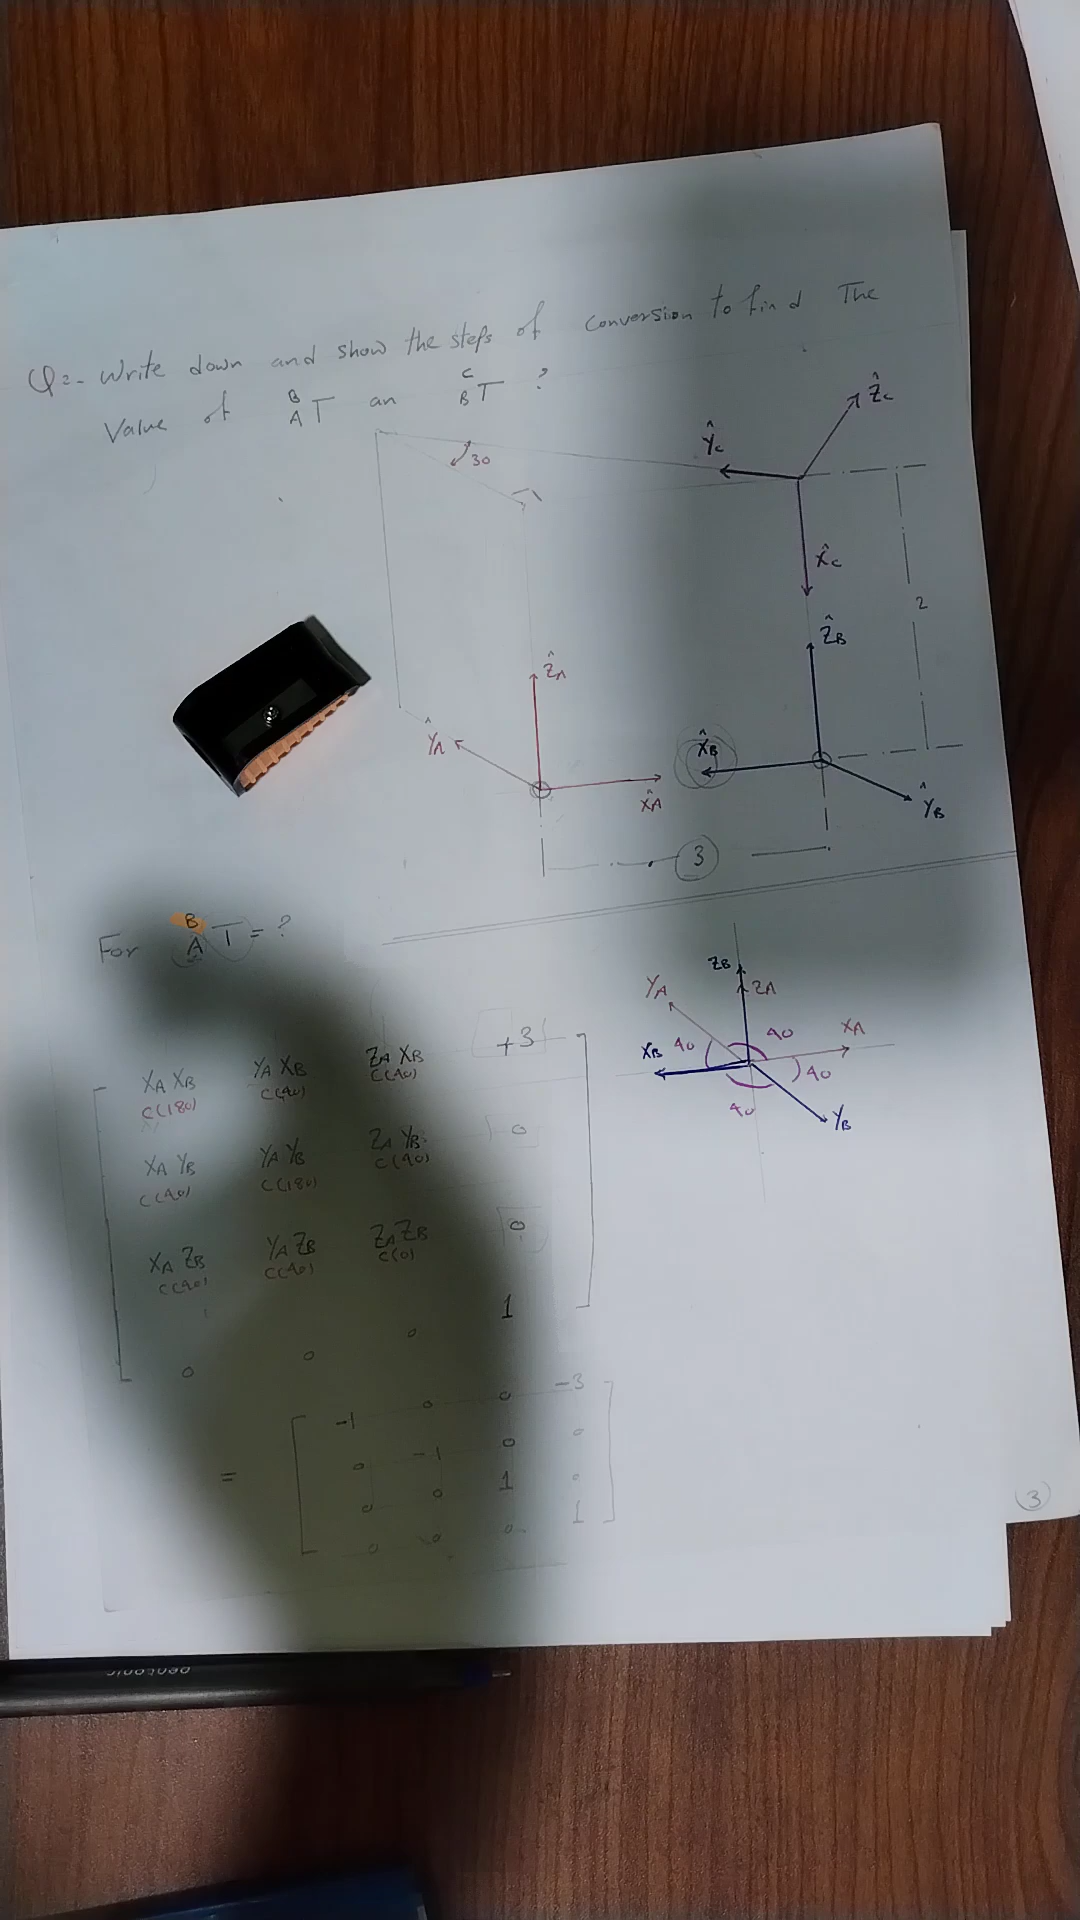 Q2- Write down and show the steps of conversion to find The
Value of B A T an C B T ?
30
ŶC
ẐC
X̂C
2
ẐA
ŶA
X̂A
ẐB
X̂B
ŶB
3
For B A T = ?
XA XB YA XB ZA XB +3
C(180) C(90) C(90)
XA YB YA YB ZA YB 0
C(90) C(180) C(90)
XA ZB YA ZB ZA ZB 0
C(90) C(90) C(0)
0 0 0 1
= -1 0 0 -3
0 -1 0 0
0 0 1 0
0 0 0 1
ZB
ZA
YA
XA
XB
90
90
90
90
YB
3